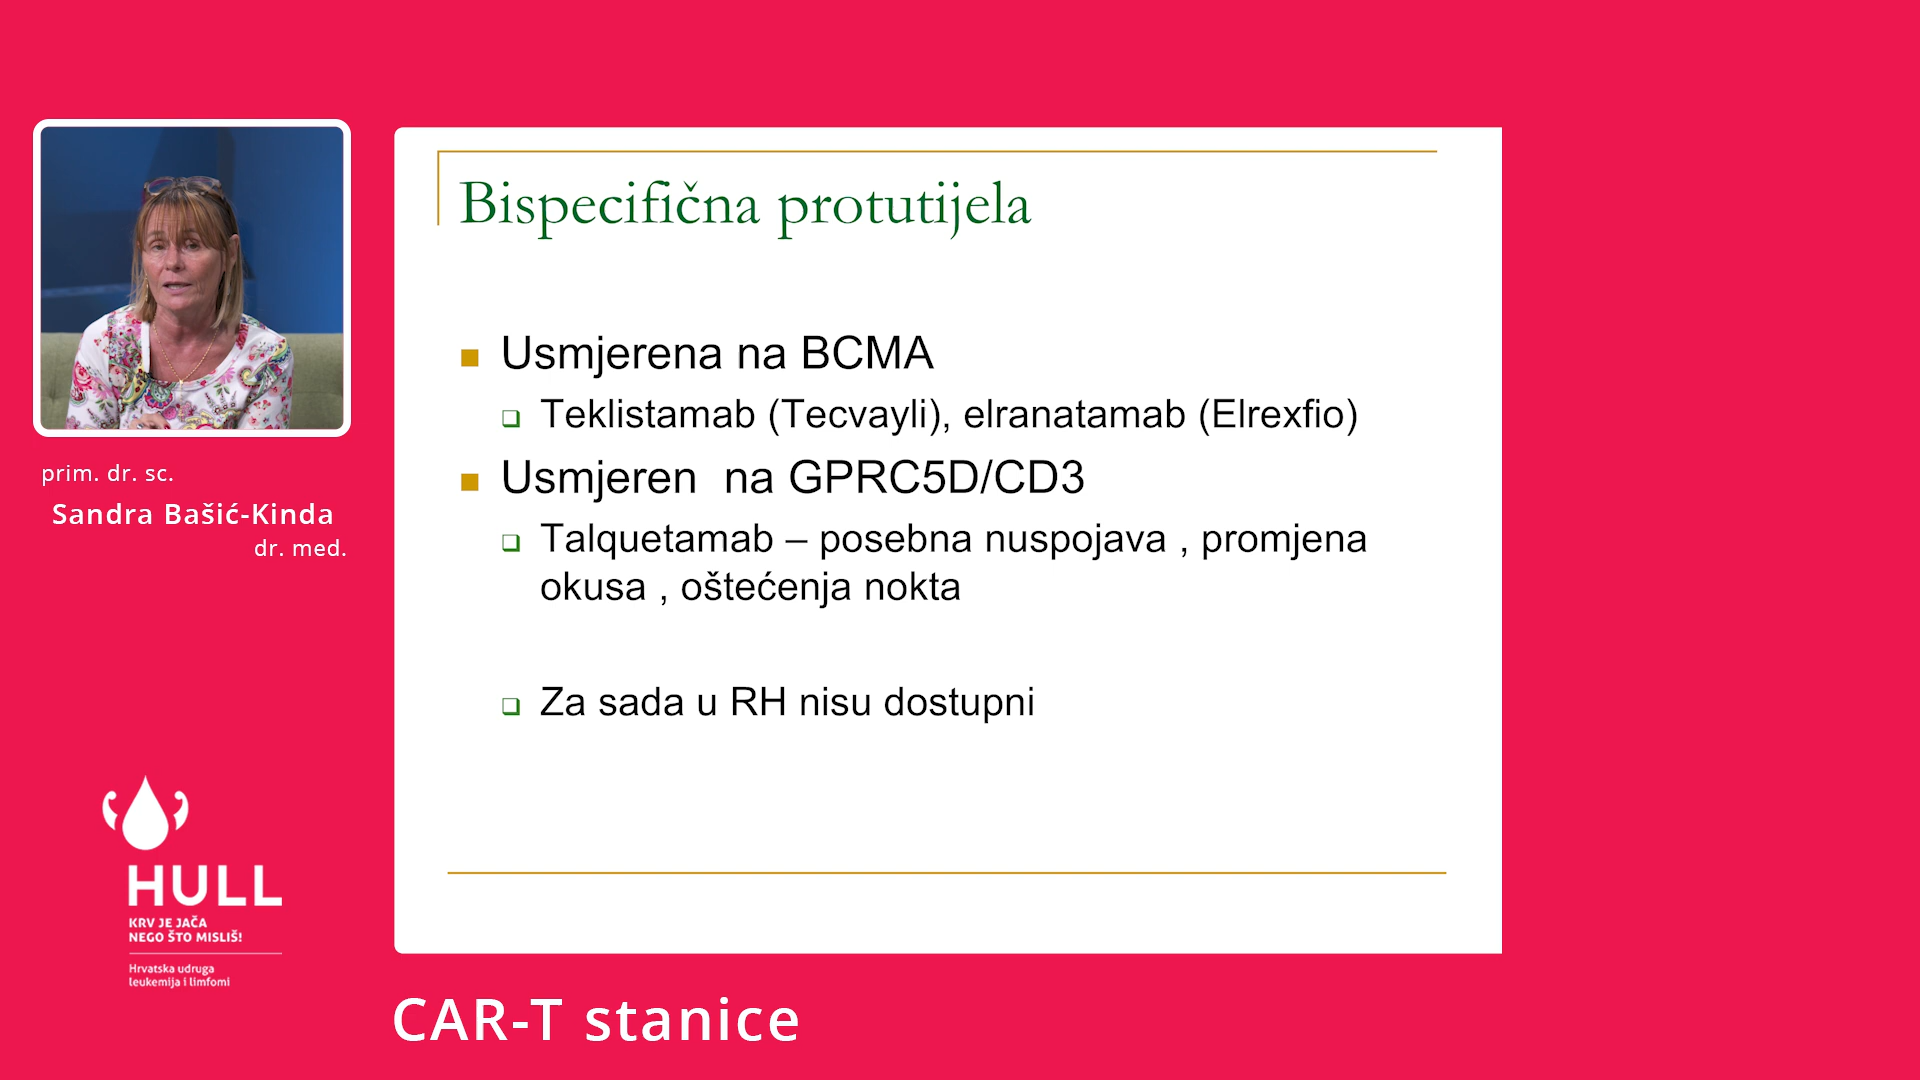 prim. dr. sc.
Sandra Bašić-Kinda
dr. med.
HULL
KRV JE JAČA
NEGO ŠTO MISLIŠ!
Hrvatska udruga
leukemija i limfomi
Bispecifična protutijela
Usmjerena na BCMA
Teklistamab (Tecvayli), elranatamab (Elrexfio)
Usmjeren na GPRC5D/CD3
Talquetamab – posebna nuspojava , promjena
okusa , oštećenja nokta
Za sada u RH nisu dostupni
CAR-T stanice